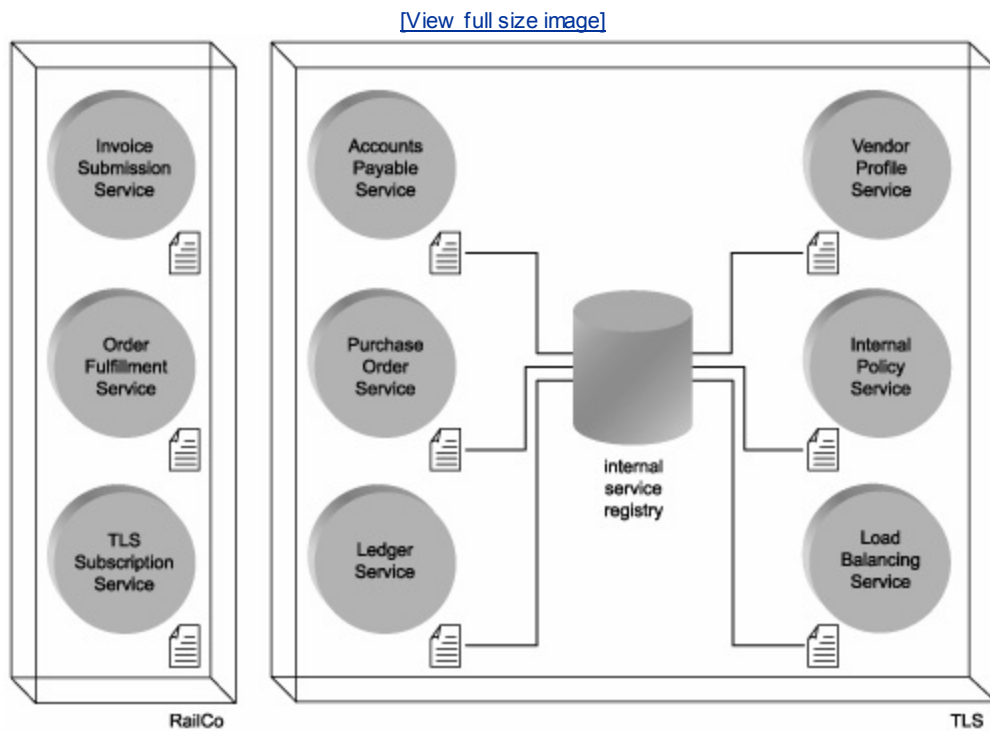 [View full size image]
Invoice
Submission
Service
Order
Fulfillment
Service
TLS
Subscription
Service
RailCo
Accounts
Payable
Service
Purchase
Order
Service
Ledger
Service
internal
service
registry
Vendor
Profile
Service
Internal
Policy
Service
Load
Balancing
Service
TLS